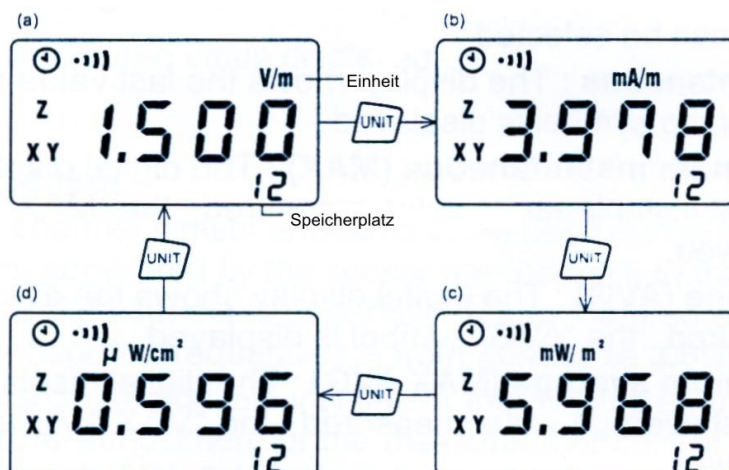 (a)
V/m
Einheit
Z
XY
1.500
12
Speicherplatz
UNIT
(b)
mA/m
Z
XY
3.978
12
UNIT
UNIT
(d)
µ W/cm²
Z
XY
0.596
12
UNIT
(c)
mW/ m²
Z
XY
5.968
12